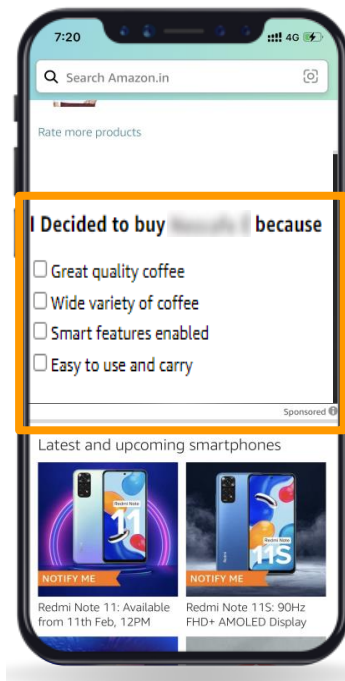 7:20
4G
Search Amazon.in
Rate more products
I Decided to buy because
Great quality coffee
Wide variety of coffee
Smart features enabled
Easy to use and carry
Sponsored
Latest and upcoming smartphones
Redmi Note
11
Redmi Note
11S
NOTIFY ME
NOTIFY ME
Redmi Note 11: Available
from 11th Feb, 12PM
Redmi Note 11S: 90Hz
FHD+ AMOLED Display